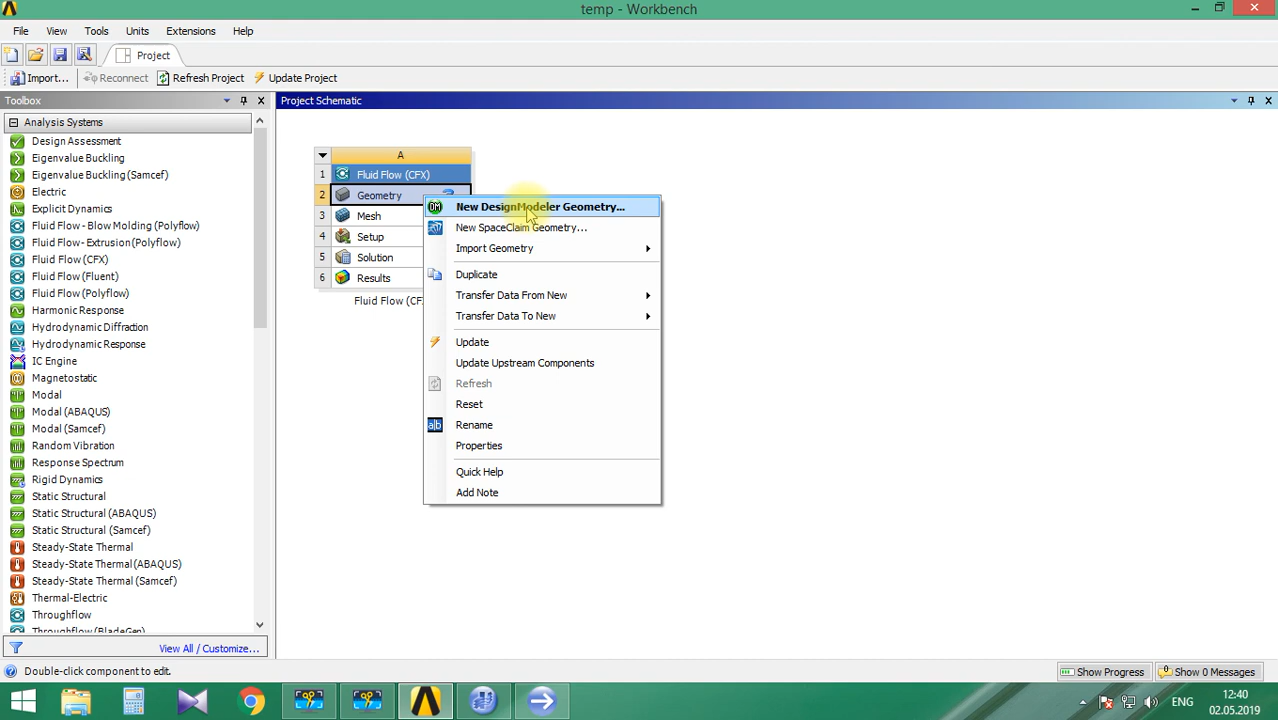 temp - Workbench
File View Tools Units Extensions Help
Project
Import... Reconnect Refresh Project Update Project
Toolbox
Project Schematic
Analysis Systems
Design Assessment
Eigenvalue Buckling
Eigenvalue Buckling (Samcef)
Electric
Explicit Dynamics
Fluid Flow - Blow Molding (Polyflow)
Fluid Flow - Extrusion (Polyflow)
Fluid Flow (CFX)
Fluid Flow (Fluent)
Fluid Flow (Polyflow)
Harmonic Response
Hydrodynamic Diffraction
Hydrodynamic Response
IC Engine
Magnetostatic
Modal
Modal (ABAQUS)
Modal (Samcef)
Random Vibration
Response Spectrum
Rigid Dynamics
Static Structural
Static Structural (ABAQUS)
Static Structural (Samcef)
Steady-State Thermal
Steady-State Thermal (ABAQUS)
Steady-State Thermal (Samcef)
Thermal-Electric
Throughflow
Throughflow (BladeGen)
View All / Customize...
A
1 Fluid Flow (CFX)
2 Geometry
3 Mesh
4 Setup
5 Solution
6 Results
Fluid Flow (CF
DM New DesignModeler Geometry...
New SpaceClaim Geometry...
Import Geometry
Duplicate
Transfer Data From New
Transfer Data To New
Update
Update Upstream Components
Refresh
Reset
a|b Rename
Properties
Quick Help
Add Note
Double-click component to edit.
Show Progress Show 0 Messages
ENG
12:40
02.05.2019